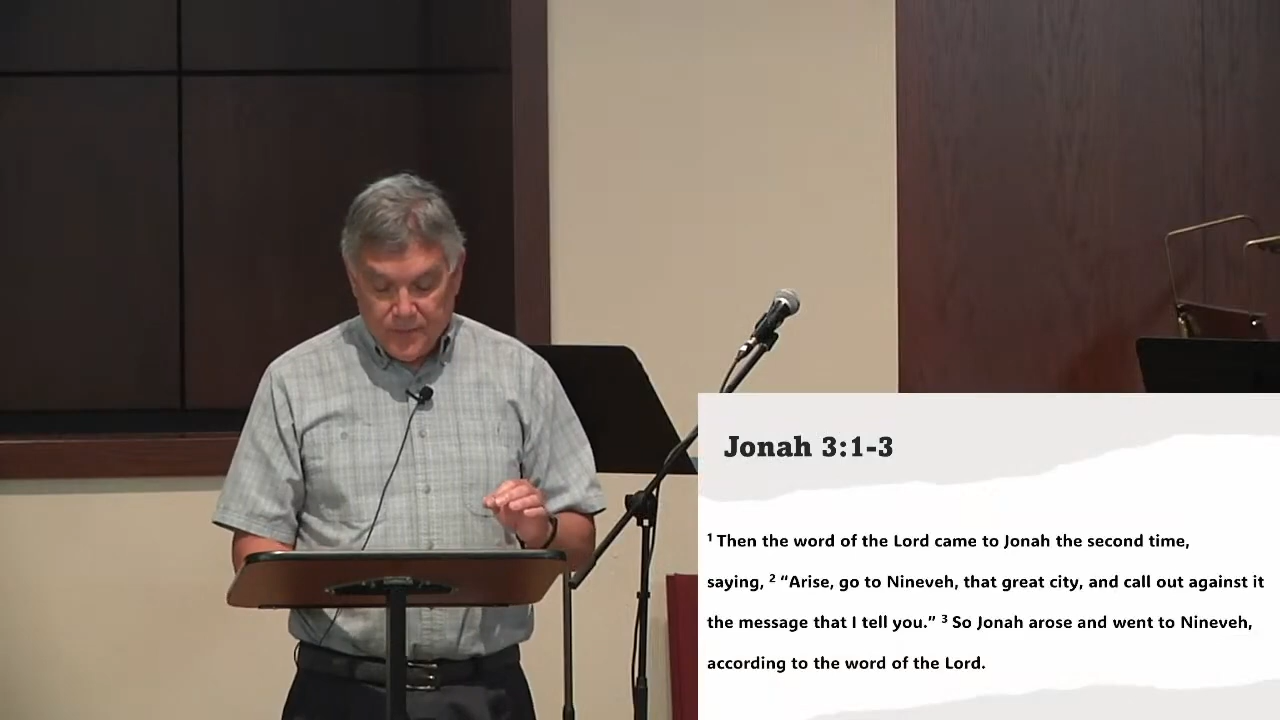 Jonah 3:1-3
¹ Then the word of the Lord came to Jonah the second time,
saying, ² “Arise, go to Nineveh, that great city, and call out against it
the message that I tell you.” ³ So Jonah arose and went to Nineveh,
according to the word of the Lord.